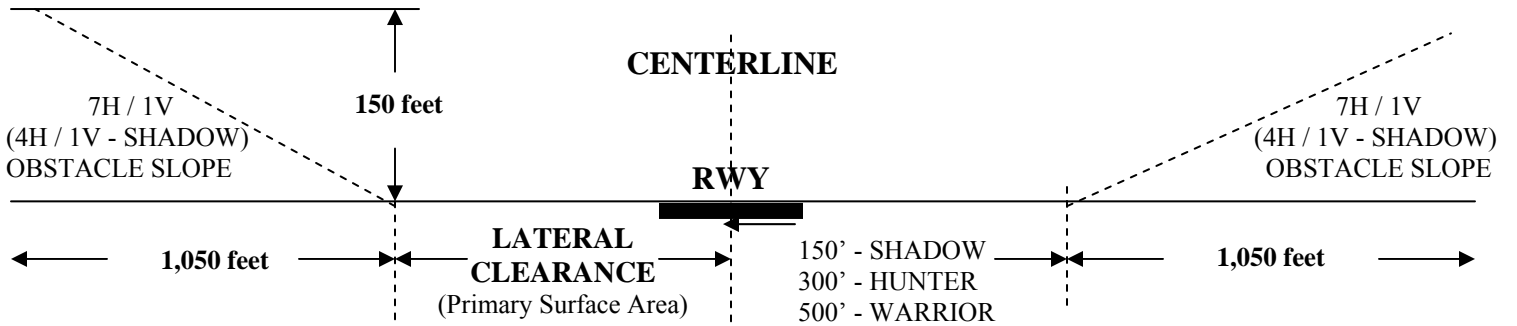 CENTERLINE
7H / 1V
(4H / 1V - SHADOW)
OBSTACLE SLOPE
150 feet
7H / 1V
(4H / 1V - SHADOW)
OBSTACLE SLOPE
RWY
1,050 feet
LATERAL
CLEARANCE
(Primary Surface Area)
150’ - SHADOW
300’ - HUNTER
500’ - WARRIOR
1,050 feet